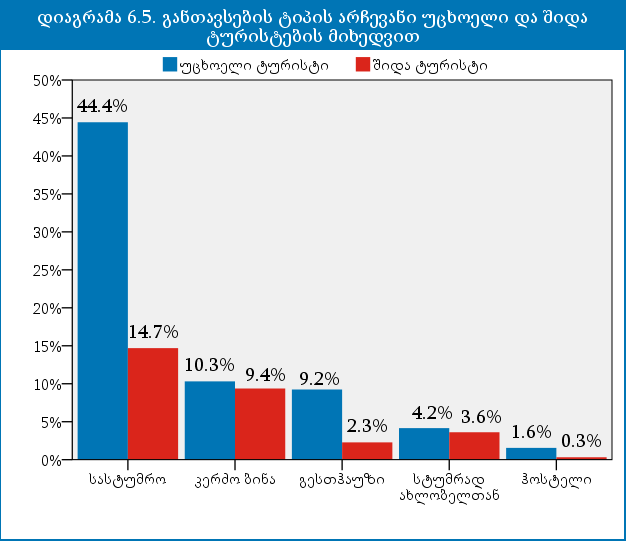 დიაგრამა 6.5. განთავსების ტიპის არჩევანი უცხოელი და შიდა
ტურისტების მიხედვით
უცხოელი ტურისტი შიდა ტურისტი
50%
45%
40%
35%
30%
25%
20%
15%
10%
5%
0%
44.4%
14.7%
10.3%
9.4%
9.2%
2.3%
4.2%
3.6%
1.6%
0.3%
სასტუმრო
კერძო ბინა
გესთჰაუზი
სტუმრად
ახლობელთან
ჰოსტელი